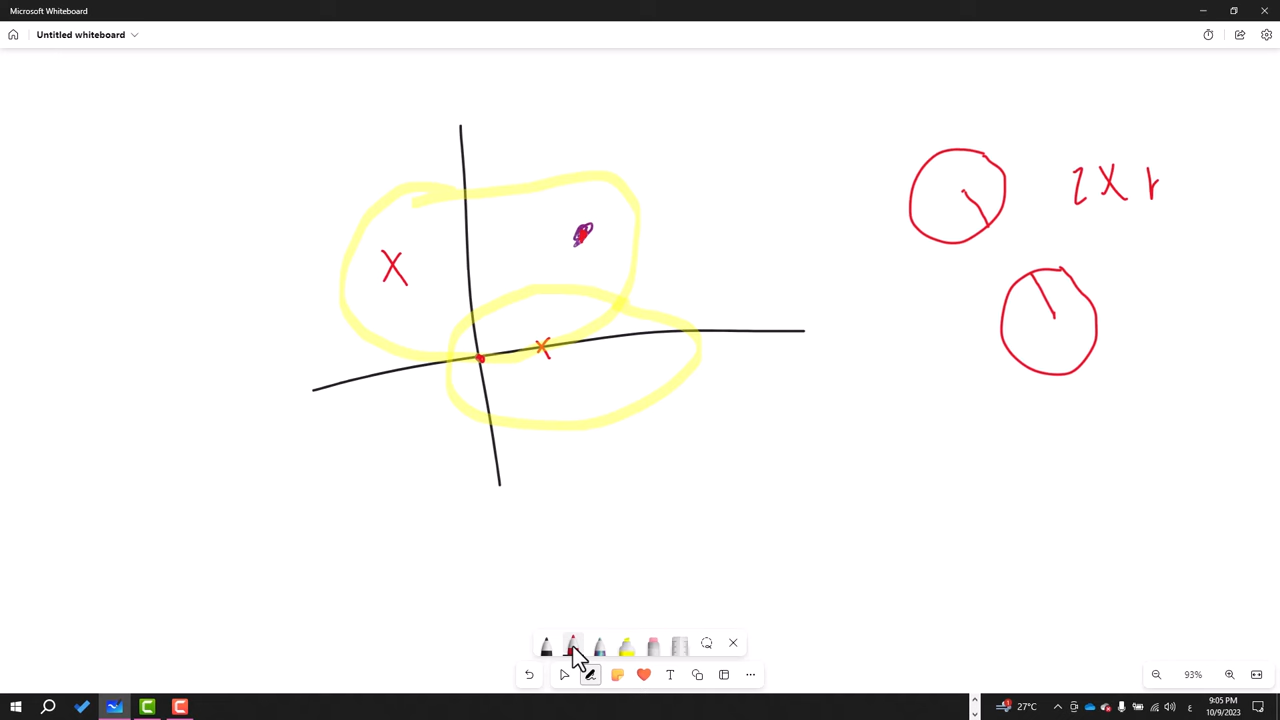 Microsoft Whiteboard
Untitled whiteboard
2 X r
X
X
93%
27°C
ع
9:05 PM
10/9/2023